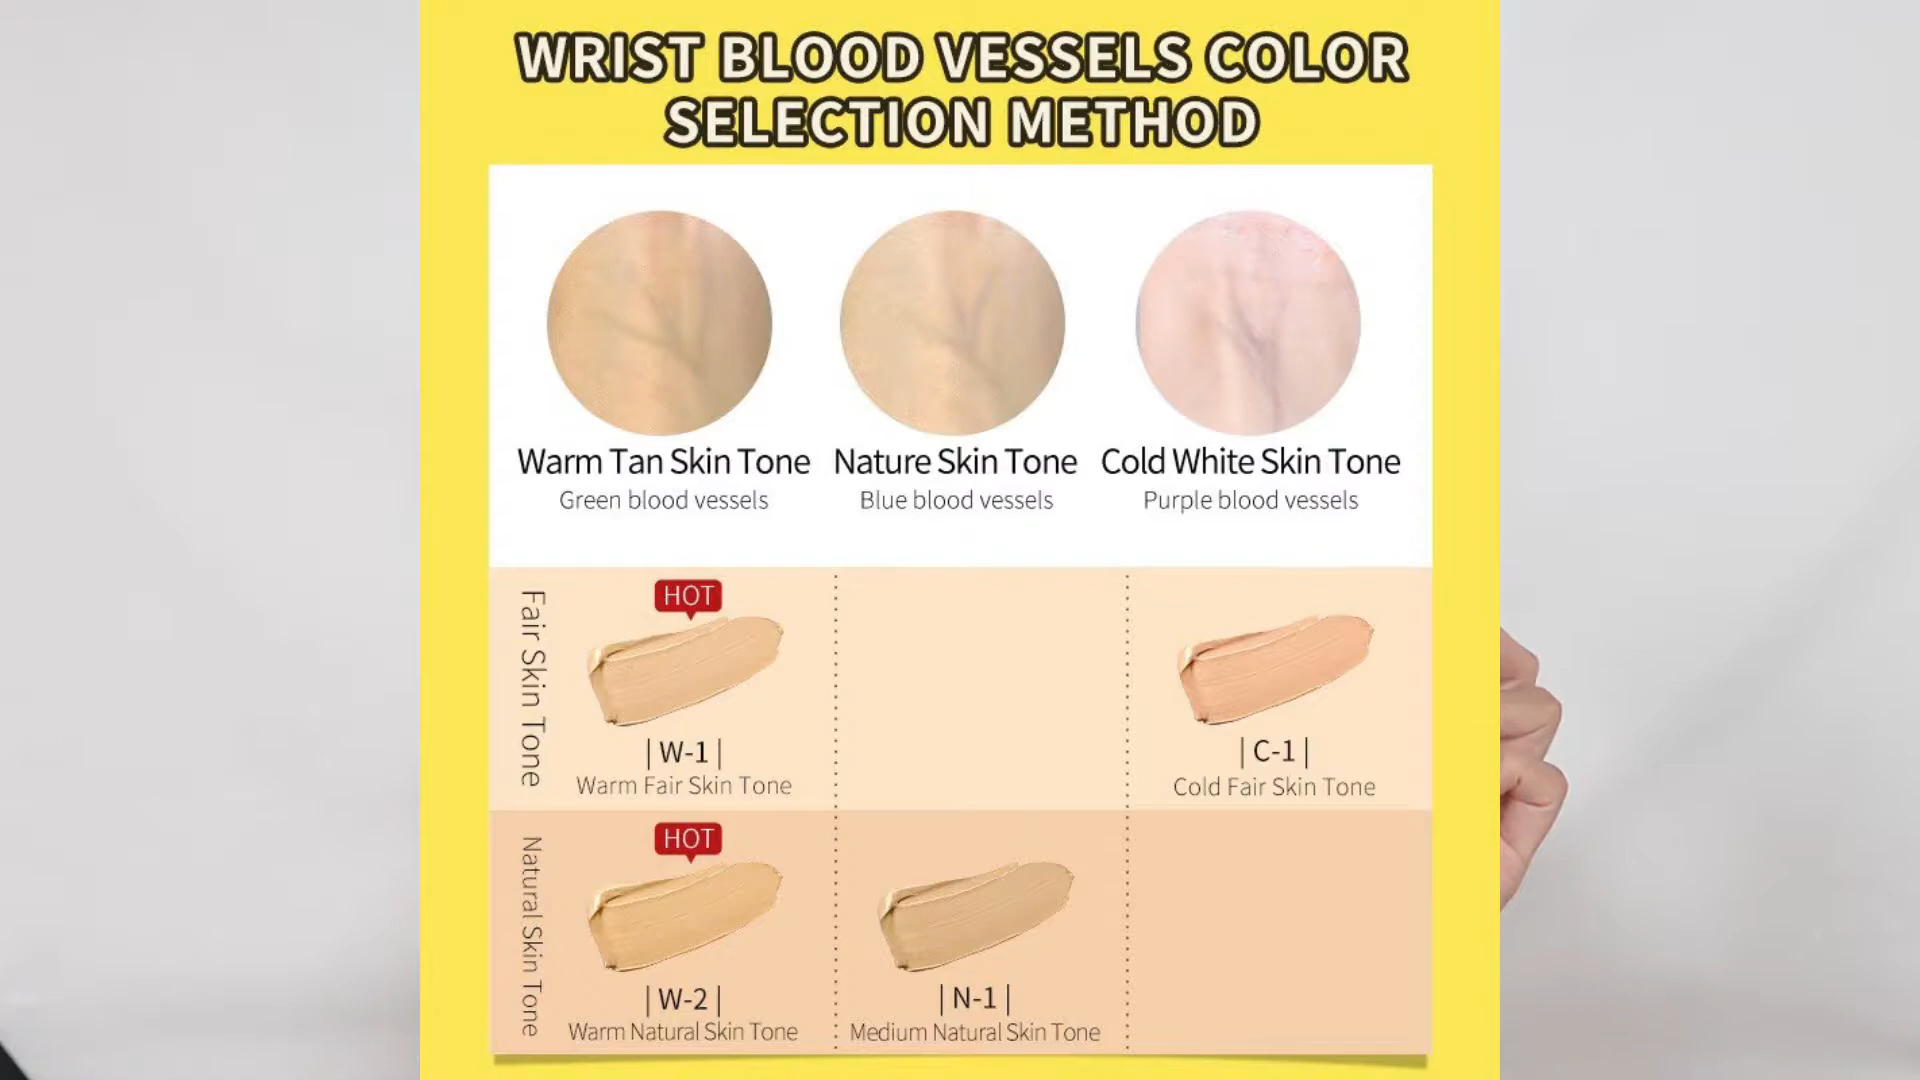 WRIST BLOOD VESSELS COLOR
SELECTION METHOD
Warm Tan Skin Tone
Green blood vessels
Nature Skin Tone
Blue blood vessels
Cold White Skin Tone
Purple blood vessels
Fair Skin Tone
HOT
| W-1 |
Warm Fair Skin Tone
| C-1 |
Cold Fair Skin Tone
Natural Skin Tone
HOT
| W-2 |
Warm Natural Skin Tone
| N-1 |
Medium Natural Skin Tone